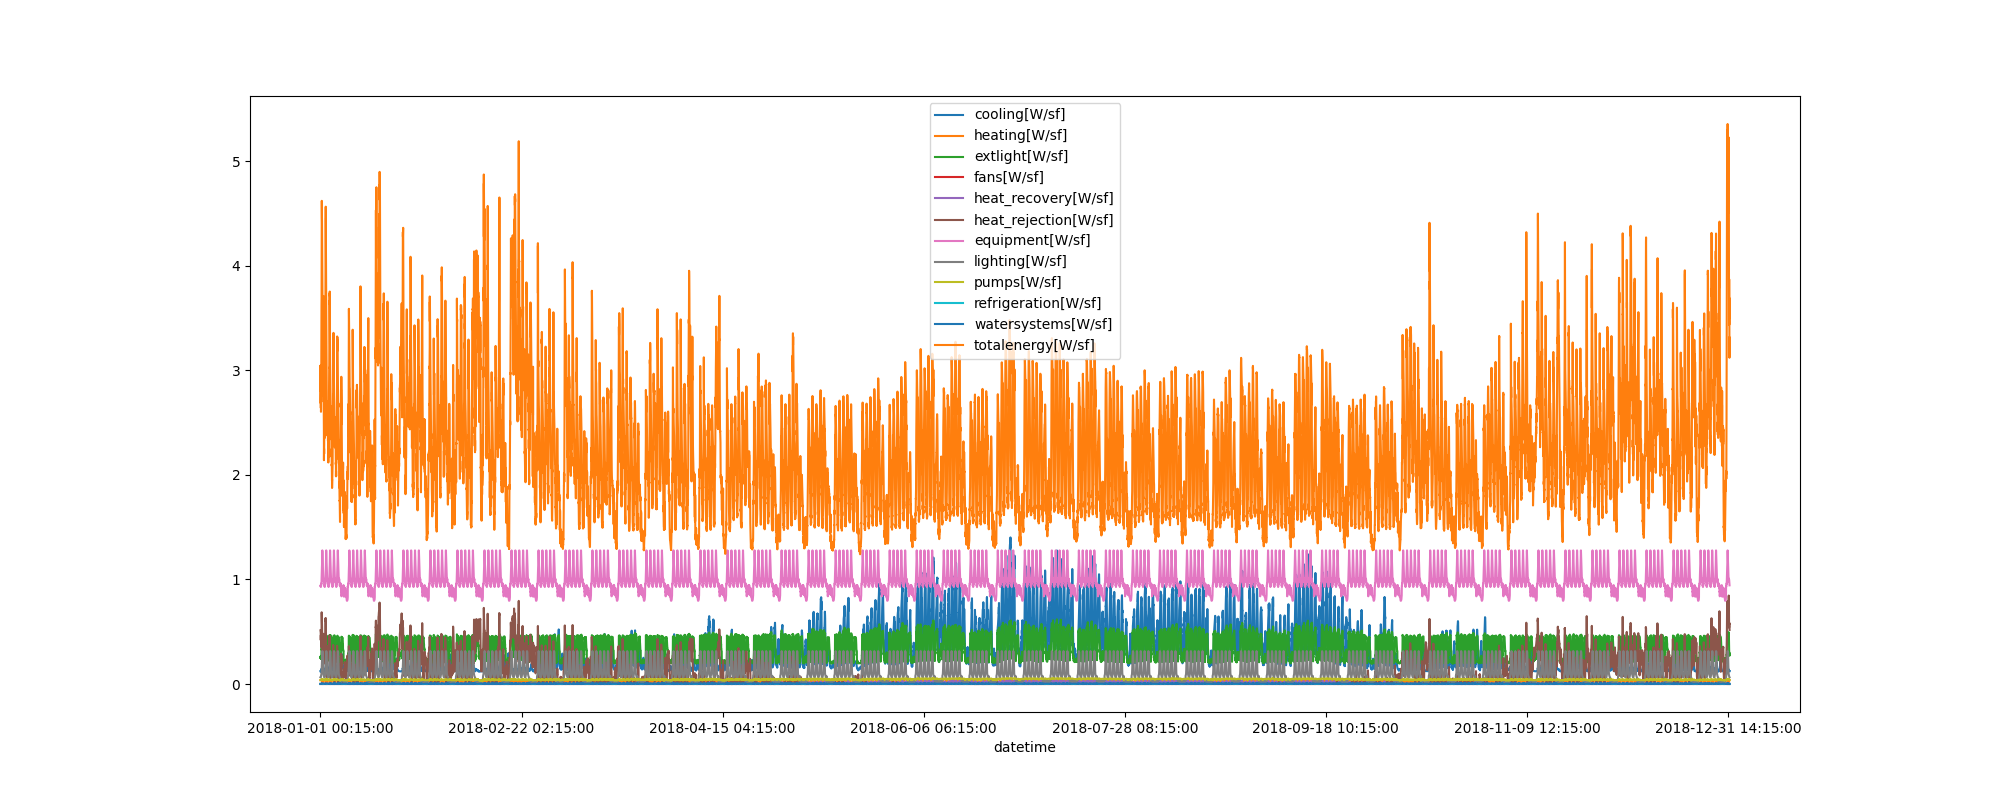 cooling[W/sf]
heating[W/sf]
extlight[W/sf]
fans[W/sf]
heat_recovery[W/sf]
heat_rejection[W/sf]
equipment[W/sf]
lighting[W/sf]
pumps[W/sf]
refrigeration[W/sf]
watersystems[W/sf]
totalenergy[W/sf]
5
4
3
2
1
0
2018-01-01 00:15:00 2018-02-22 02:15:00 2018-04-15 04:15:00 2018-06-06 06:15:00 2018-07-28 08:15:00 2018-09-18 10:15:00 2018-11-09 12:15:00 2018-12-31 14:15:00
datetime